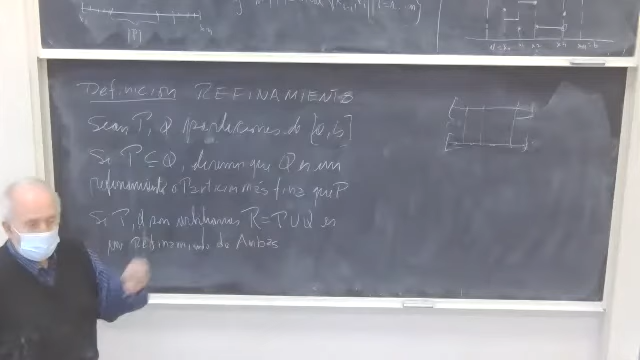 Definición REFINAMIENTO
Sean P, Q particiones de [a,b]
Si P ⊆ Q, diremos que Q es un
refinamiento o Partición más fina que P
Si P, Q son arbitrarias R = P ∪ Q es
un Refinamiento de Ambas